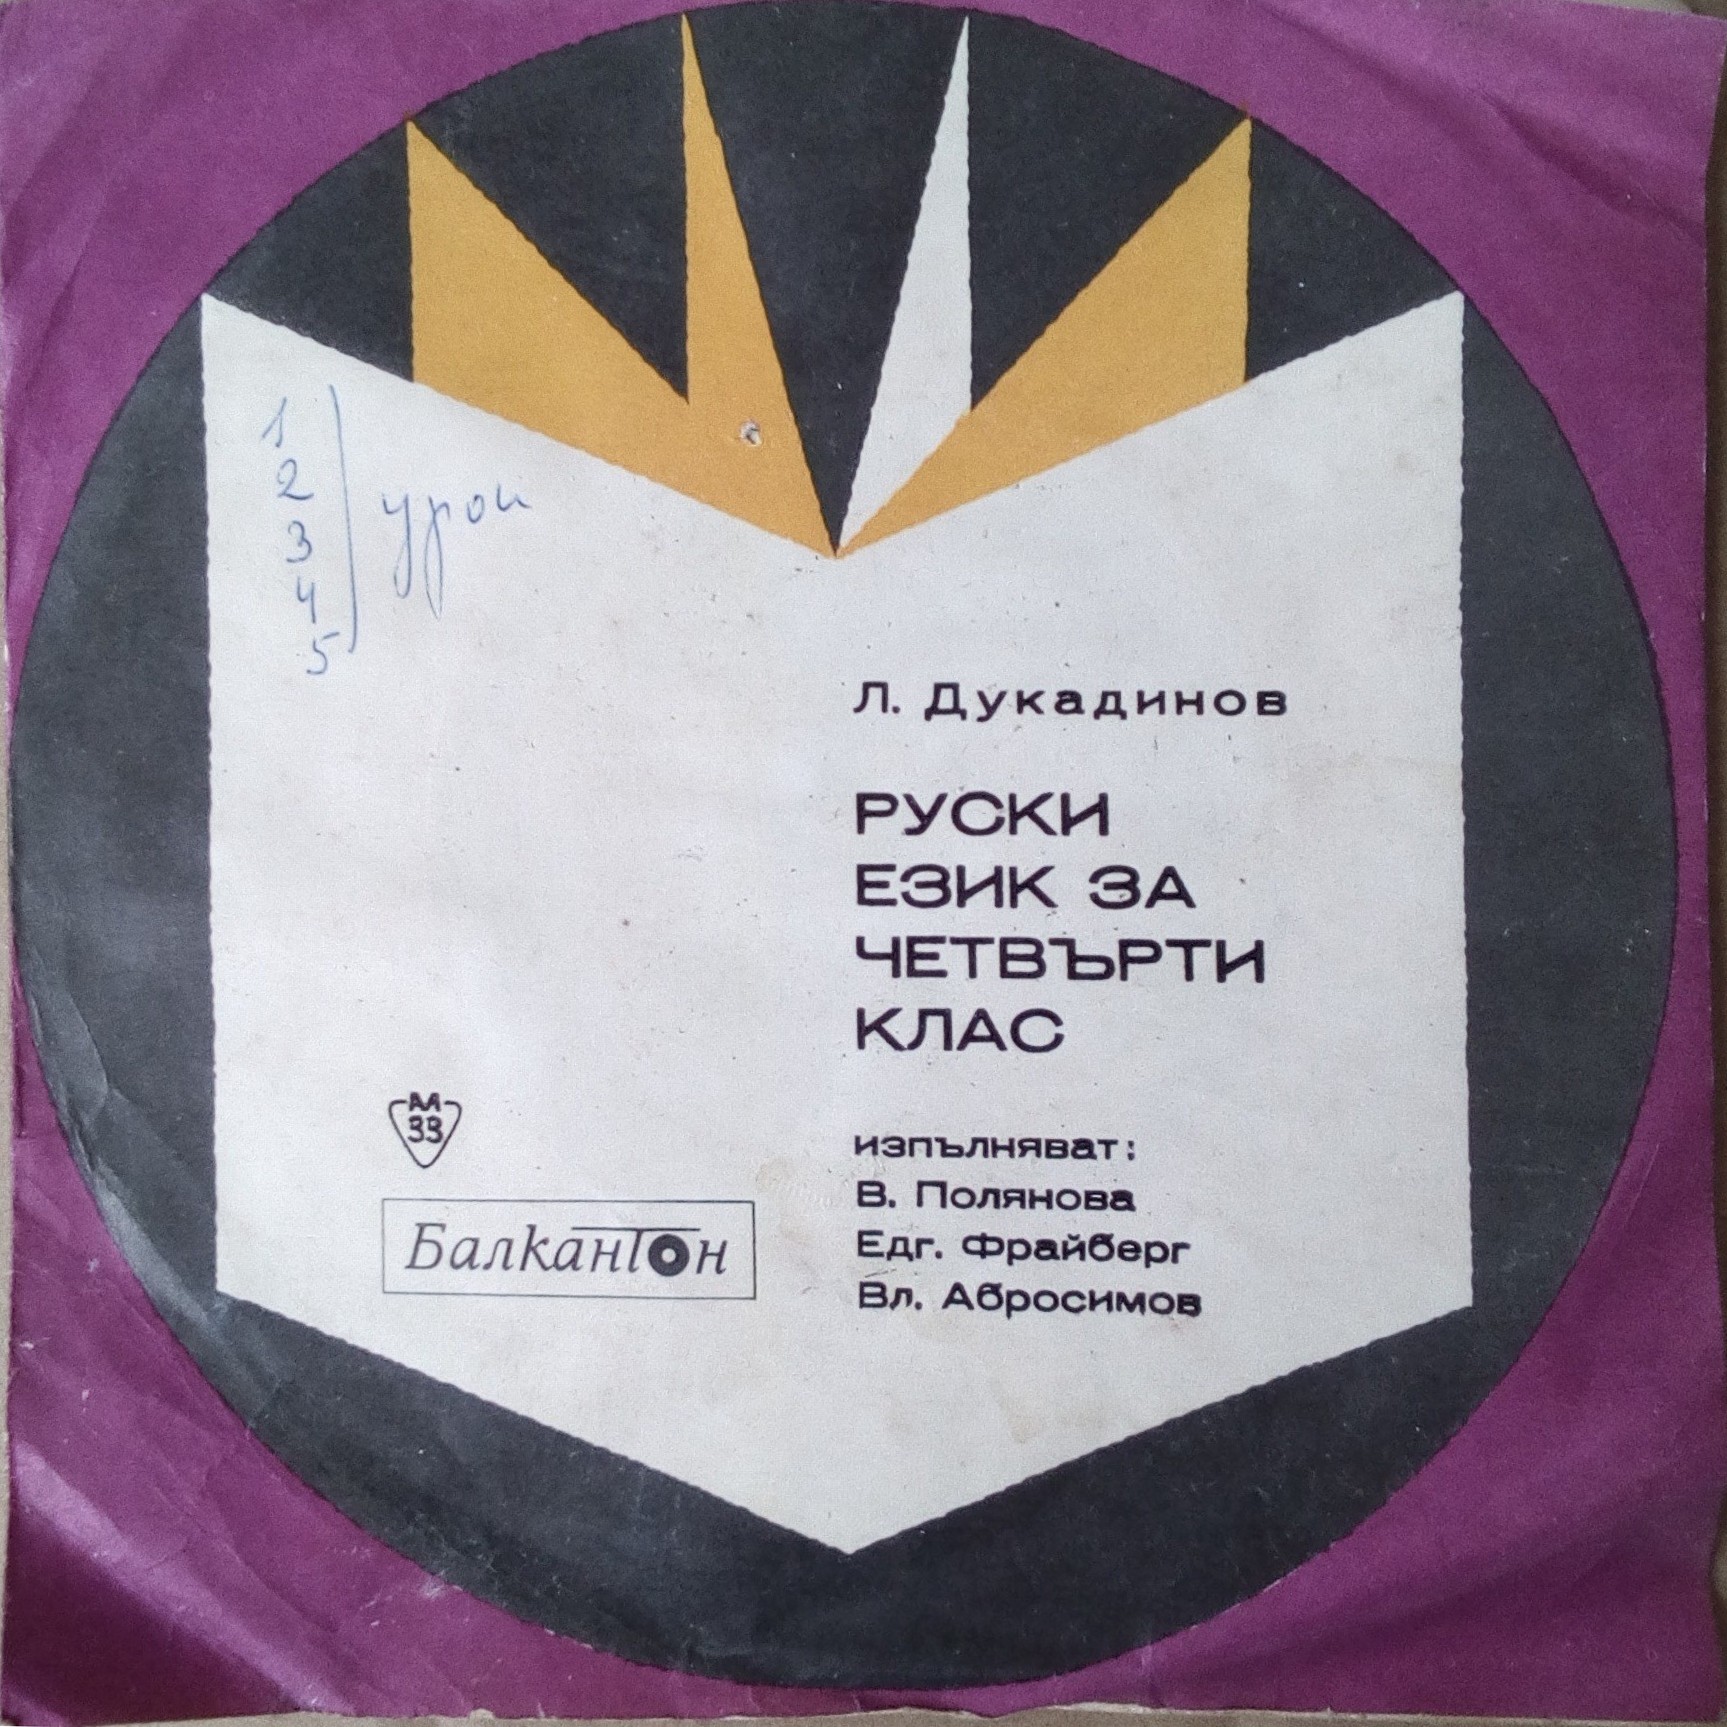 1
2
3
4
5
урок
Л. Дукадинов
РУСКИ
ЕЗИК ЗА
ЧЕТВЪРТИ
КЛАС
М
33
Балкантон
изпълняват:
В. Полянова
Едг. Фрайберг
Вл. Абросимов